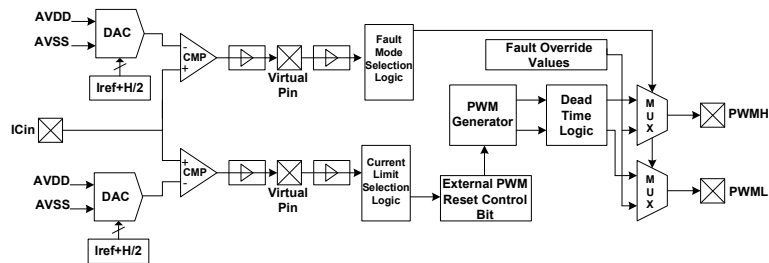 AVDD
AVSS
DAC
Iref+H/2
-
+
CMP
Virtual
Pin
Fault
Mode
Selection
Logic
Fault Override
Values
ICin
PWM
Generator
Dead
Time
Logic
MUX
PWMH
AVDD
AVSS
DAC
Iref+H/2
+
-
CMP
Virtual
Pin
Current
Limit
Selection
Logic
External PWM
Reset Control
Bit
MUX
PWML